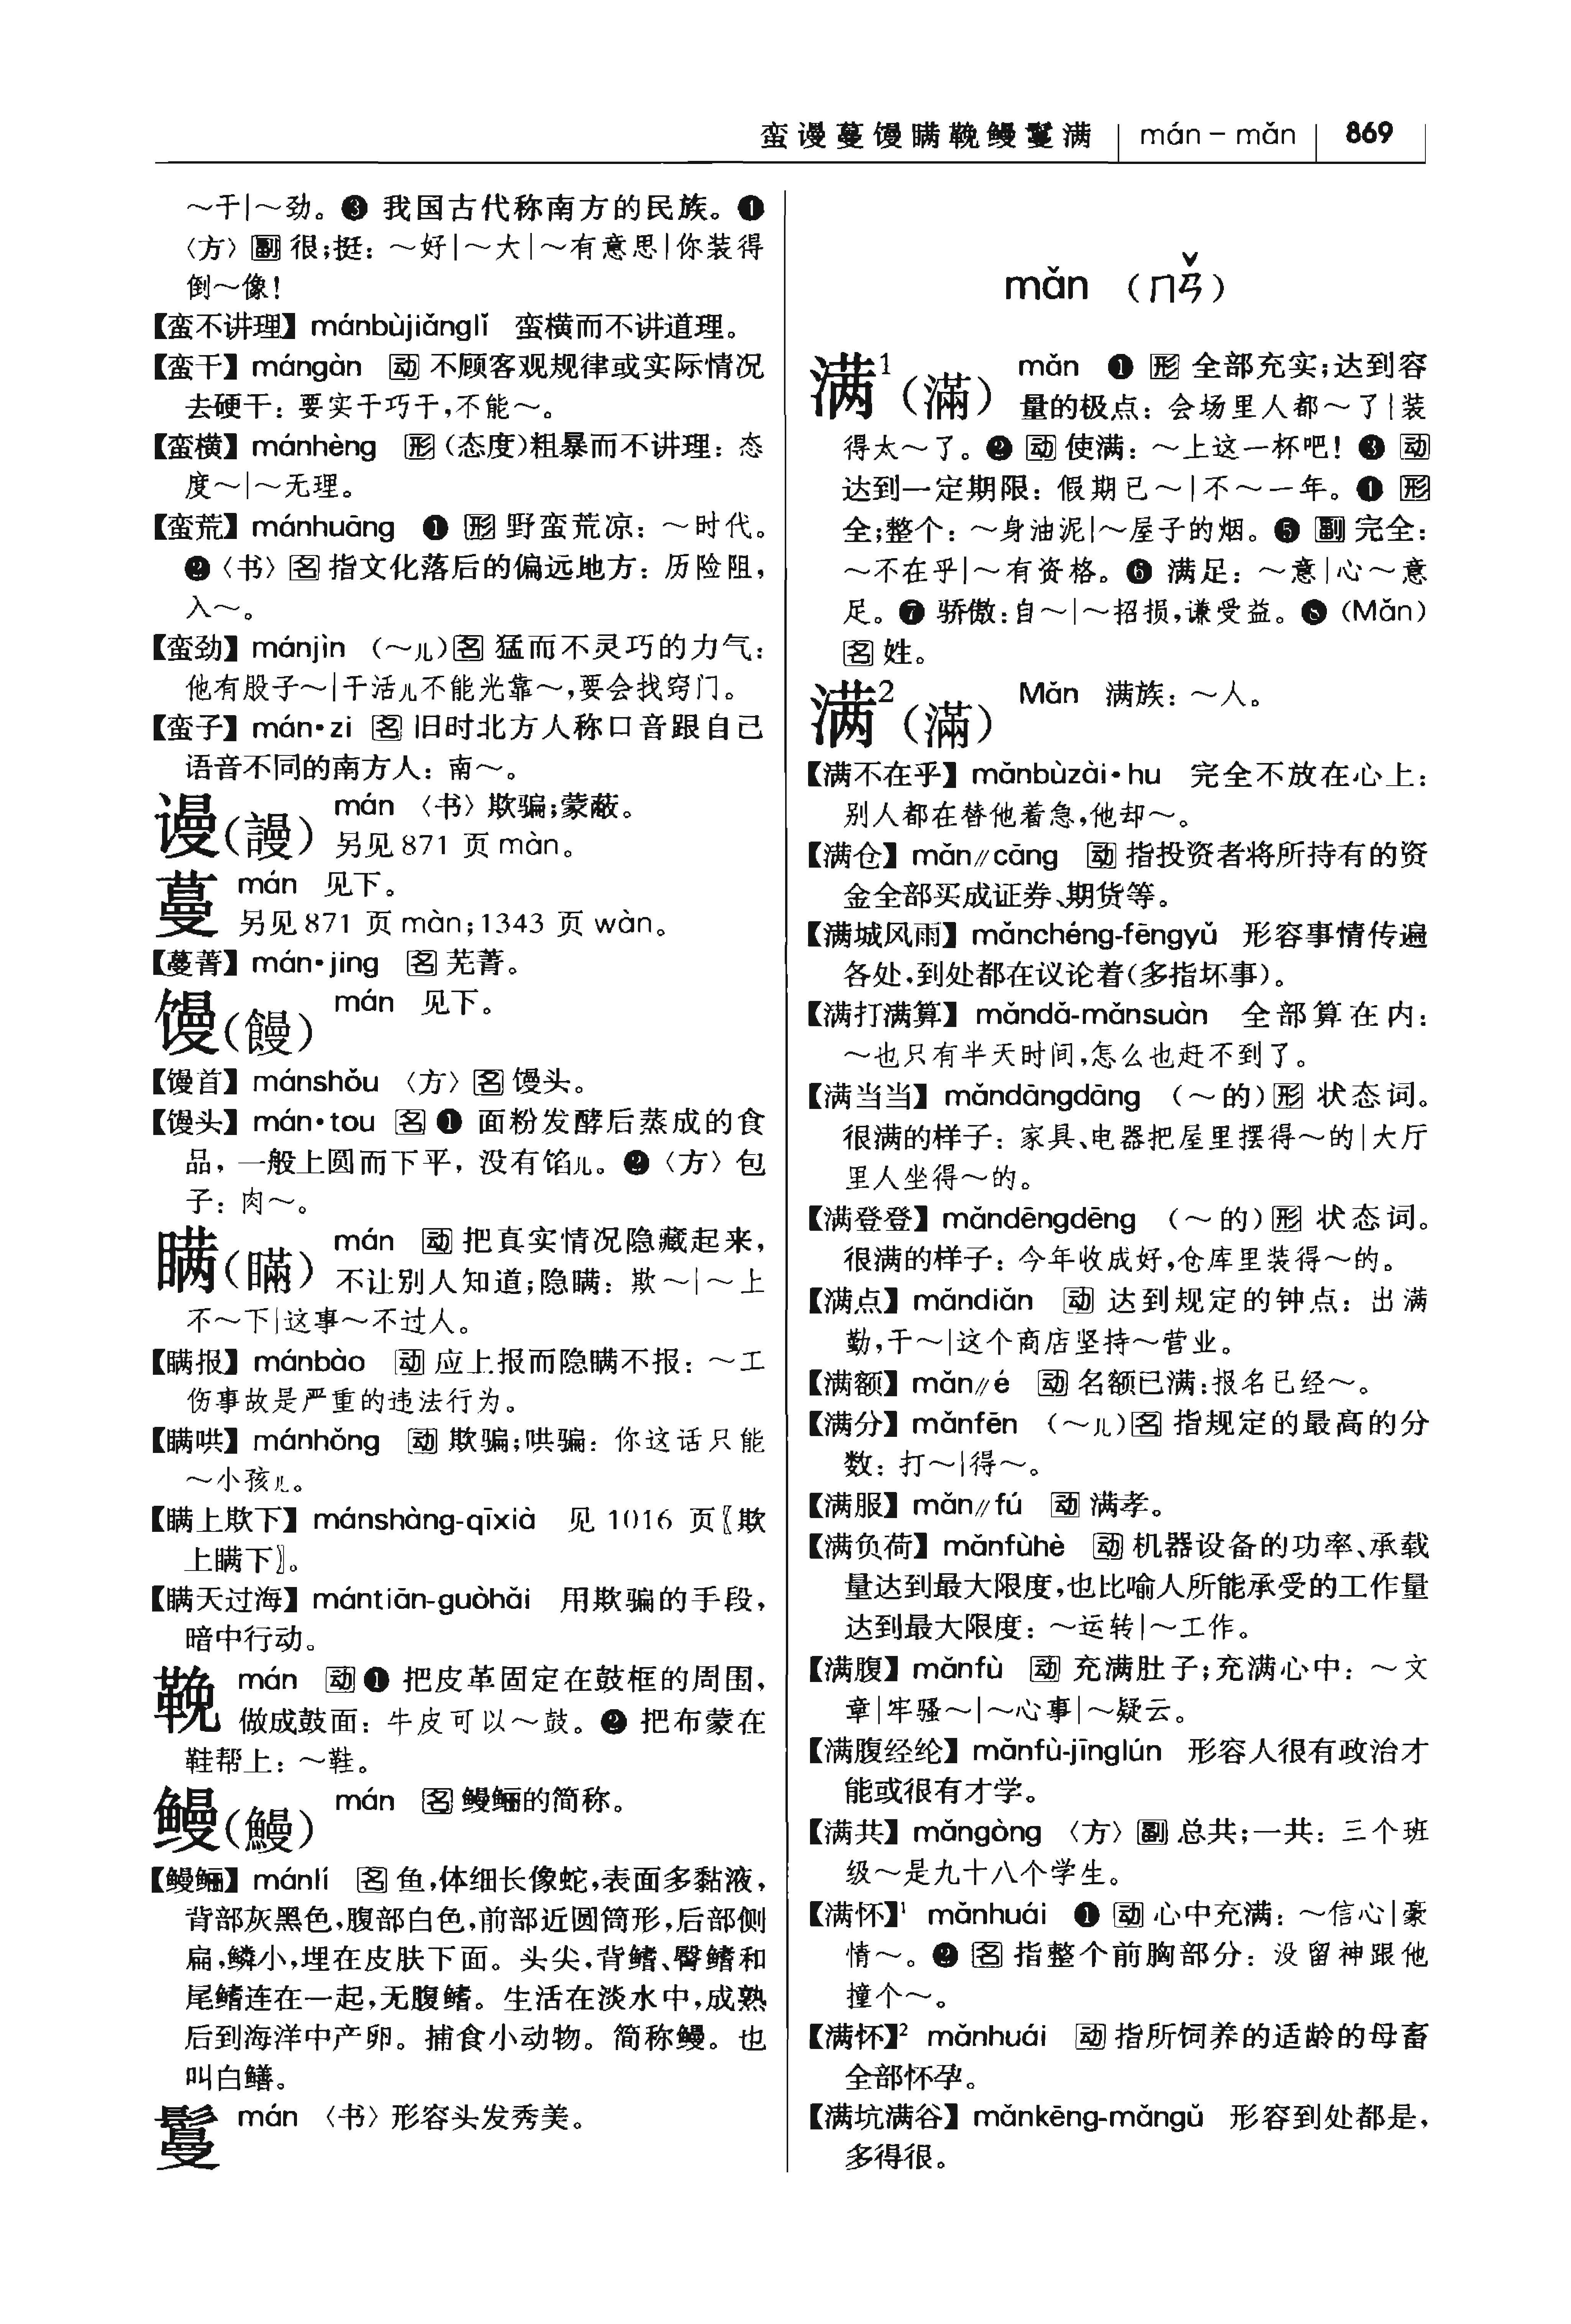 蛮谩蔓馒瞒鞔鳗鬘满 mán – mǎn 869
～干|～劲。❸ 我国古代称南方的民族。❹
〈方〉副 很;挺: ～好|～大|～有意思|你装得
倒～像!
【蛮不讲理】 mánbùjiǎnglǐ 蛮横而不讲道理。
【蛮干】 mángàn 动 不顾客观规律或实际情况
去硬干: 要实干巧干,不能～。
【蛮横】 mánhèng 形 (态度)粗暴而不讲理: 态
度～|～无理。
【蛮荒】 mánhuāng ❶ 形 野蛮荒凉: ～时代。
❷〈书〉名 指文化落后的偏远地方: 历险阻,
入～。
【蛮劲】 mánjìn (～儿)名 猛而不灵巧的力气:
他有股子～|干活儿不能光靠～,要会找窍门。
【蛮子】 mán•zi 名 旧时北方人称口音跟自己
语音不同的南方人: 南～。
谩(謾) mán 〈书〉欺骗;蒙蔽。
另见871 页 màn。
蔓 mán 见下。
另见871 页 màn;1343 页 wàn。
【蔓菁】 mán•jing 名 芜菁。
馒(饅) mán 见下。
【馒首】 mánshǒu 〈方〉名 馒头。
【馒头】 mán•tou 名 ❶ 面粉发酵后蒸成的食
品, 一般上圆而下平, 没有馅儿。❷〈方〉包
子: 肉～。
瞒(瞞) mán 动 把真实情况隐藏起来,
不让别人知道;隐瞒: 欺～|～上
不～下|这事～不过人。
【瞒报】 mánbào 动 应上报而隐瞒不报: ～工
伤事故是严重的违法行为。
【瞒哄】 mánhǒng 动 欺骗;哄骗: 你这话只能
～小孩儿。
【瞒上欺下】 mánshàng-qīxià 见 1016 页〖欺
上瞒下〗。
【瞒天过海】 mántiān-guòhǎi 用欺骗的手段,
暗中行动。
鞔 mán 动 ❶ 把皮革固定在鼓框的周围,
做成鼓面: 牛皮可以～鼓。❷ 把布蒙在
鞋帮上: ～鞋。
鳗(鰻) mán 名 鳗鲡的简称。
【鳗鲡】 mánlí 名 鱼,体细长像蛇,表面多黏液,
背部灰黑色,腹部白色,前部近圆筒形,后部侧
扁,鳞小,埋在皮肤下面。头尖,背鳍、臀鳍和
尾鳍连在一起,无腹鳍。生活在淡水中,成熟
后到海洋中产卵。捕食小动物。简称鳗。也
叫白鳝。
鬘 mán 〈书〉形容头发秀美。
mǎn (ㄇㄢˇ)
满¹(滿) mǎn ❶ 形 全部充实;达到容
量的极点: 会场里人都～了|装
得太～了。❷ 动 使满: ～上这一杯吧! ❸ 动
达到一定期限: 假期已～|不～一年。❹ 形
全;整个: ～身油泥|～屋子的烟。❺ 副 完全:
～不在乎|～有资格。❻ 满足: ～意|心～意
足。❼ 骄傲:自～|～招损,谦受益。❽ (Mǎn)
名 姓。
满²(滿) Mǎn 满族: ～人。
【满不在乎】 mǎnbùzài•hu 完全不放在心上:
别人都在替他着急,他却～。
【满仓】 mǎn//cāng 动 指投资者将所持有的资
金全部买成证券、期货等。
【满城风雨】 mǎnchéng-fēngyǔ 形容事情传遍
各处,到处都在议论着(多指坏事)。
【满打满算】 mǎndǎ-mǎnsuàn 全部算在内:
～也只有半天时间,怎么也赶不到了。
【满当当】 mǎndāngdāng (～的)形 状态词。
很满的样子: 家具、电器把屋里摆得～的|大厅
里人坐得～的。
【满登登】 mǎndēngdēng (～的)形 状态词。
很满的样子: 今年收成好,仓库里装得～的。
【满点】 mǎndiǎn 动 达到规定的钟点: 出满
勤,干～|这个商店坚持～营业。
【满额】 mǎn//é 动 名额已满:报名已经～。
【满分】 mǎnfēn (～儿)名 指规定的最高的分
数: 打～|得～。
【满服】 mǎn//fú 动 满孝。
【满负荷】 mǎnfùhè 动 机器设备的功率、承载
量达到最大限度,也比喻人所能承受的工作量
达到最大限度: ～运转|～工作。
【满腹】 mǎnfù 动 充满肚子;充满心中: ～文
章|牢骚～|～心事|～疑云。
【满腹经纶】 mǎnfù-jīnglún 形容人很有政治才
能或很有才学。
【满共】 mǎngòng 〈方〉副 总共;一共: 三个班
级～是九十八个学生。
【满怀】¹ mǎnhuái ❶ 动 心中充满: ～信心|豪
情～。❷ 名 指整个前胸部分: 没留神跟他
撞个～。
【满怀】² mǎnhuái 动 指所饲养的适龄的母畜
全部怀孕。
【满坑满谷】 mǎnkēng-mǎngǔ 形容到处都是,
多得很。